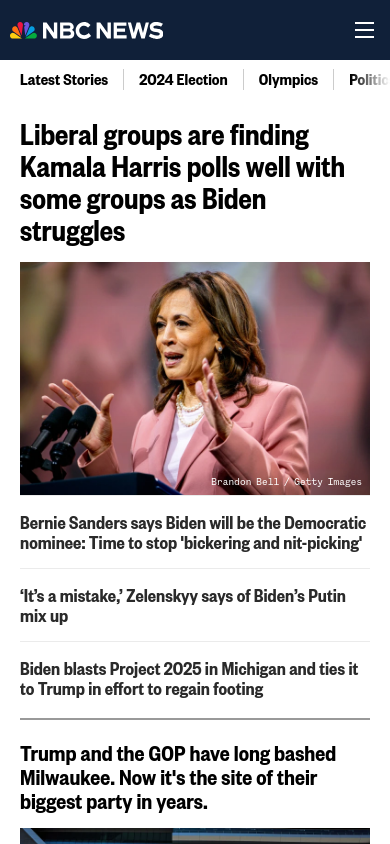 NBC NEWS
Latest Stories
2024 Election
Olympics
Liberal groups are finding
Kamala Harris polls well with
some groups as Biden
struggles
Brandon Bell / Getty Images
Bernie Sanders says Biden will be the Democratic
nominee: Time to stop 'bickering and nit-picking'
‘It’s a mistake,’ Zelenskyy says of Biden’s Putin
mix up
Biden blasts Project 2025 in Michigan and ties it
to Trump in effort to regain footing
Trump and the GOP have long bashed
Milwaukee. Now it's the site of their
biggest party in years.